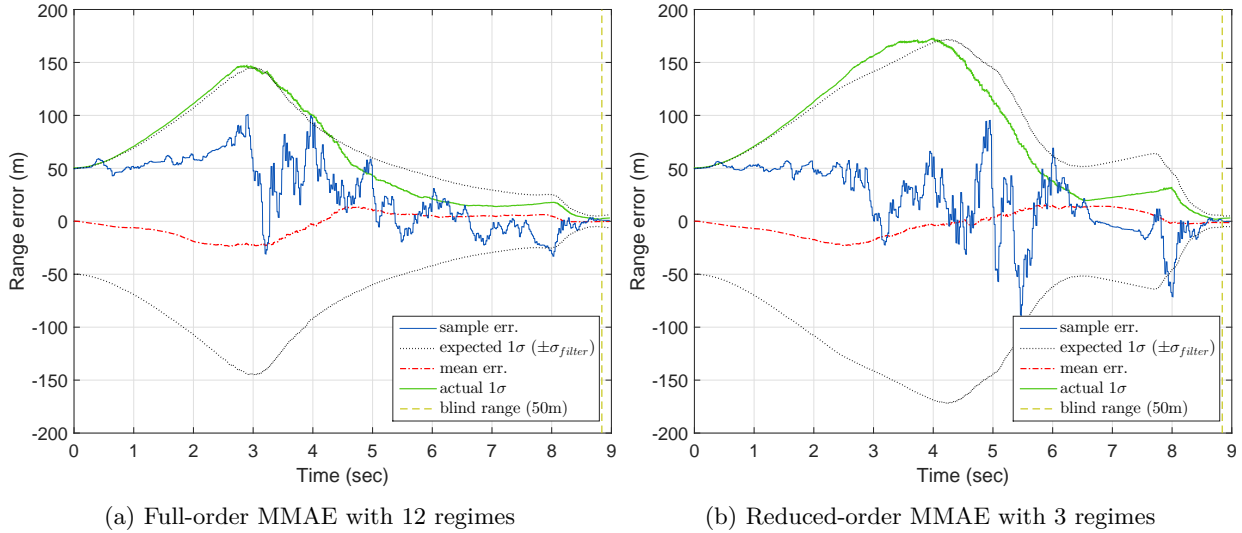 200
150
100
50
0
-50
-100
-150
-200
Range error (m)
0 1 2 3 4 5 6 7 8 9
Time (sec)
sample err.
expected 1σ (±σ_filter)
mean err.
actual 1σ
blind range (50m)
(a) Full-order MMAE with 12 regimes
200
150
100
50
0
-50
-100
-150
-200
Range error (m)
0 1 2 3 4 5 6 7 8 9
Time (sec)
sample err.
expected 1σ (±σ_filter)
mean err.
actual 1σ
blind range (50m)
(b) Reduced-order MMAE with 3 regimes